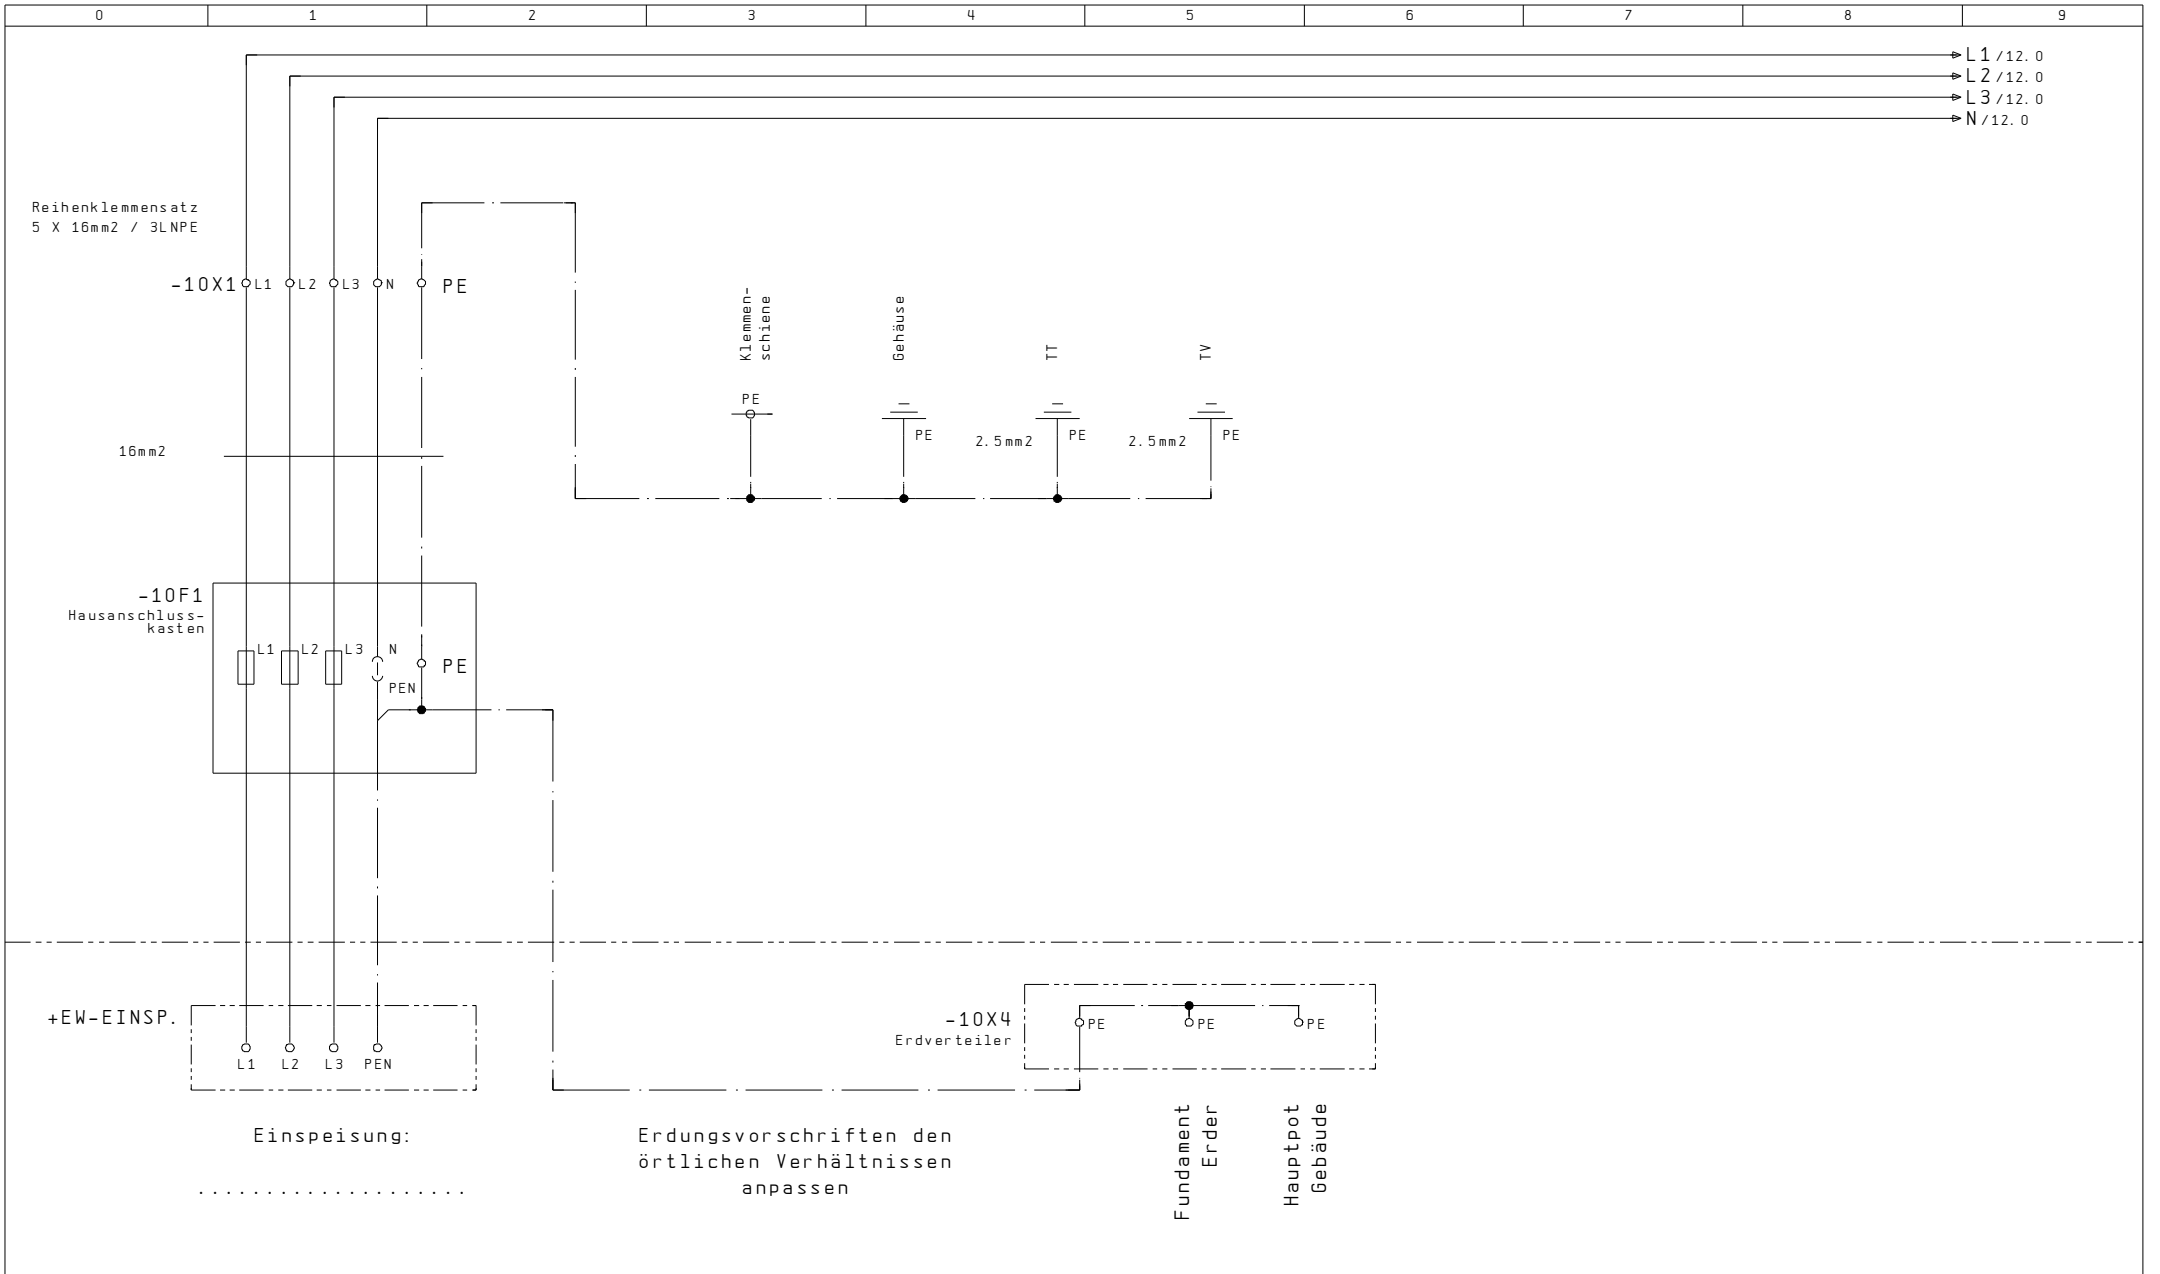 0 1 2 3 4 5 6 7 8 9
L1 /12.0
L2 /12.0
L3 /12.0
N /12.0
Reihenklemmensatz
5 X 16mm2 / 3LNPE
-10X1 L1 L2 L3 N PE
Klemmen-
schiene
Gehäuse
TT
TV
PE
PE
2.5mm2 PE
2.5mm2 PE
16mm2
-10F1
Hausanschluss-
kasten
L1 L2 L3 N
PE
PEN
+EW-EINSP.
L1 L2 L3 PEN
-10X4
Erdverteiler
PE PE PE
Einspeisung:
....................
Erdungsvorschriften den
örtlichen Verhältnissen
anpassen
Fundament
Erder
Hauptpot
Gebäude